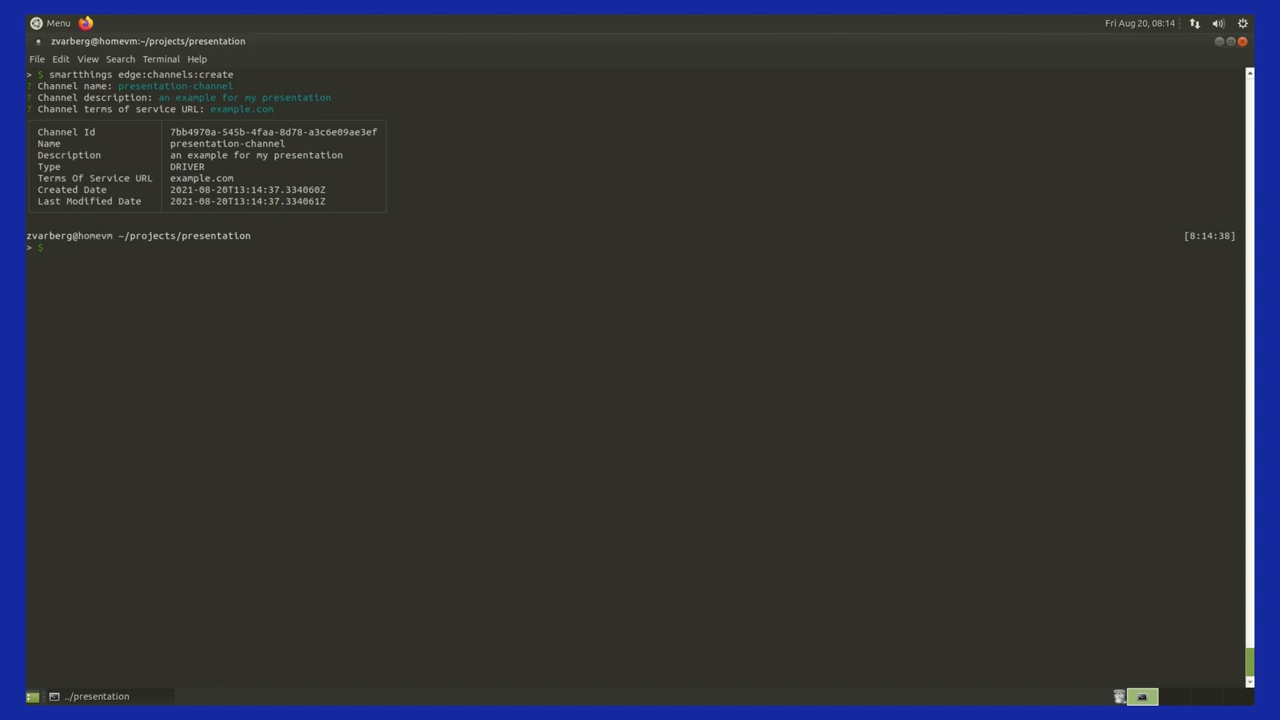 Menu
Fri Aug 20, 08:14
zvarberg@homevm:~/projects/presentation
File Edit View Search Terminal Help
> $ smartthings edge:channels:create
? Channel name: presentation-channel
? Channel description: an example for my presentation
? Channel terms of service URL: example.com
Channel Id 7bb4970a-545b-4faa-8d78-a3c6e09ae3ef
Name presentation-channel
Description an example for my presentation
Type DRIVER
Terms Of Service URL example.com
Created Date 2021-08-20T13:14:37.334060Z
Last Modified Date 2021-08-20T13:14:37.334061Z
zvarberg@homevm ~/projects/presentation [8:14:38]
> $
../presentation